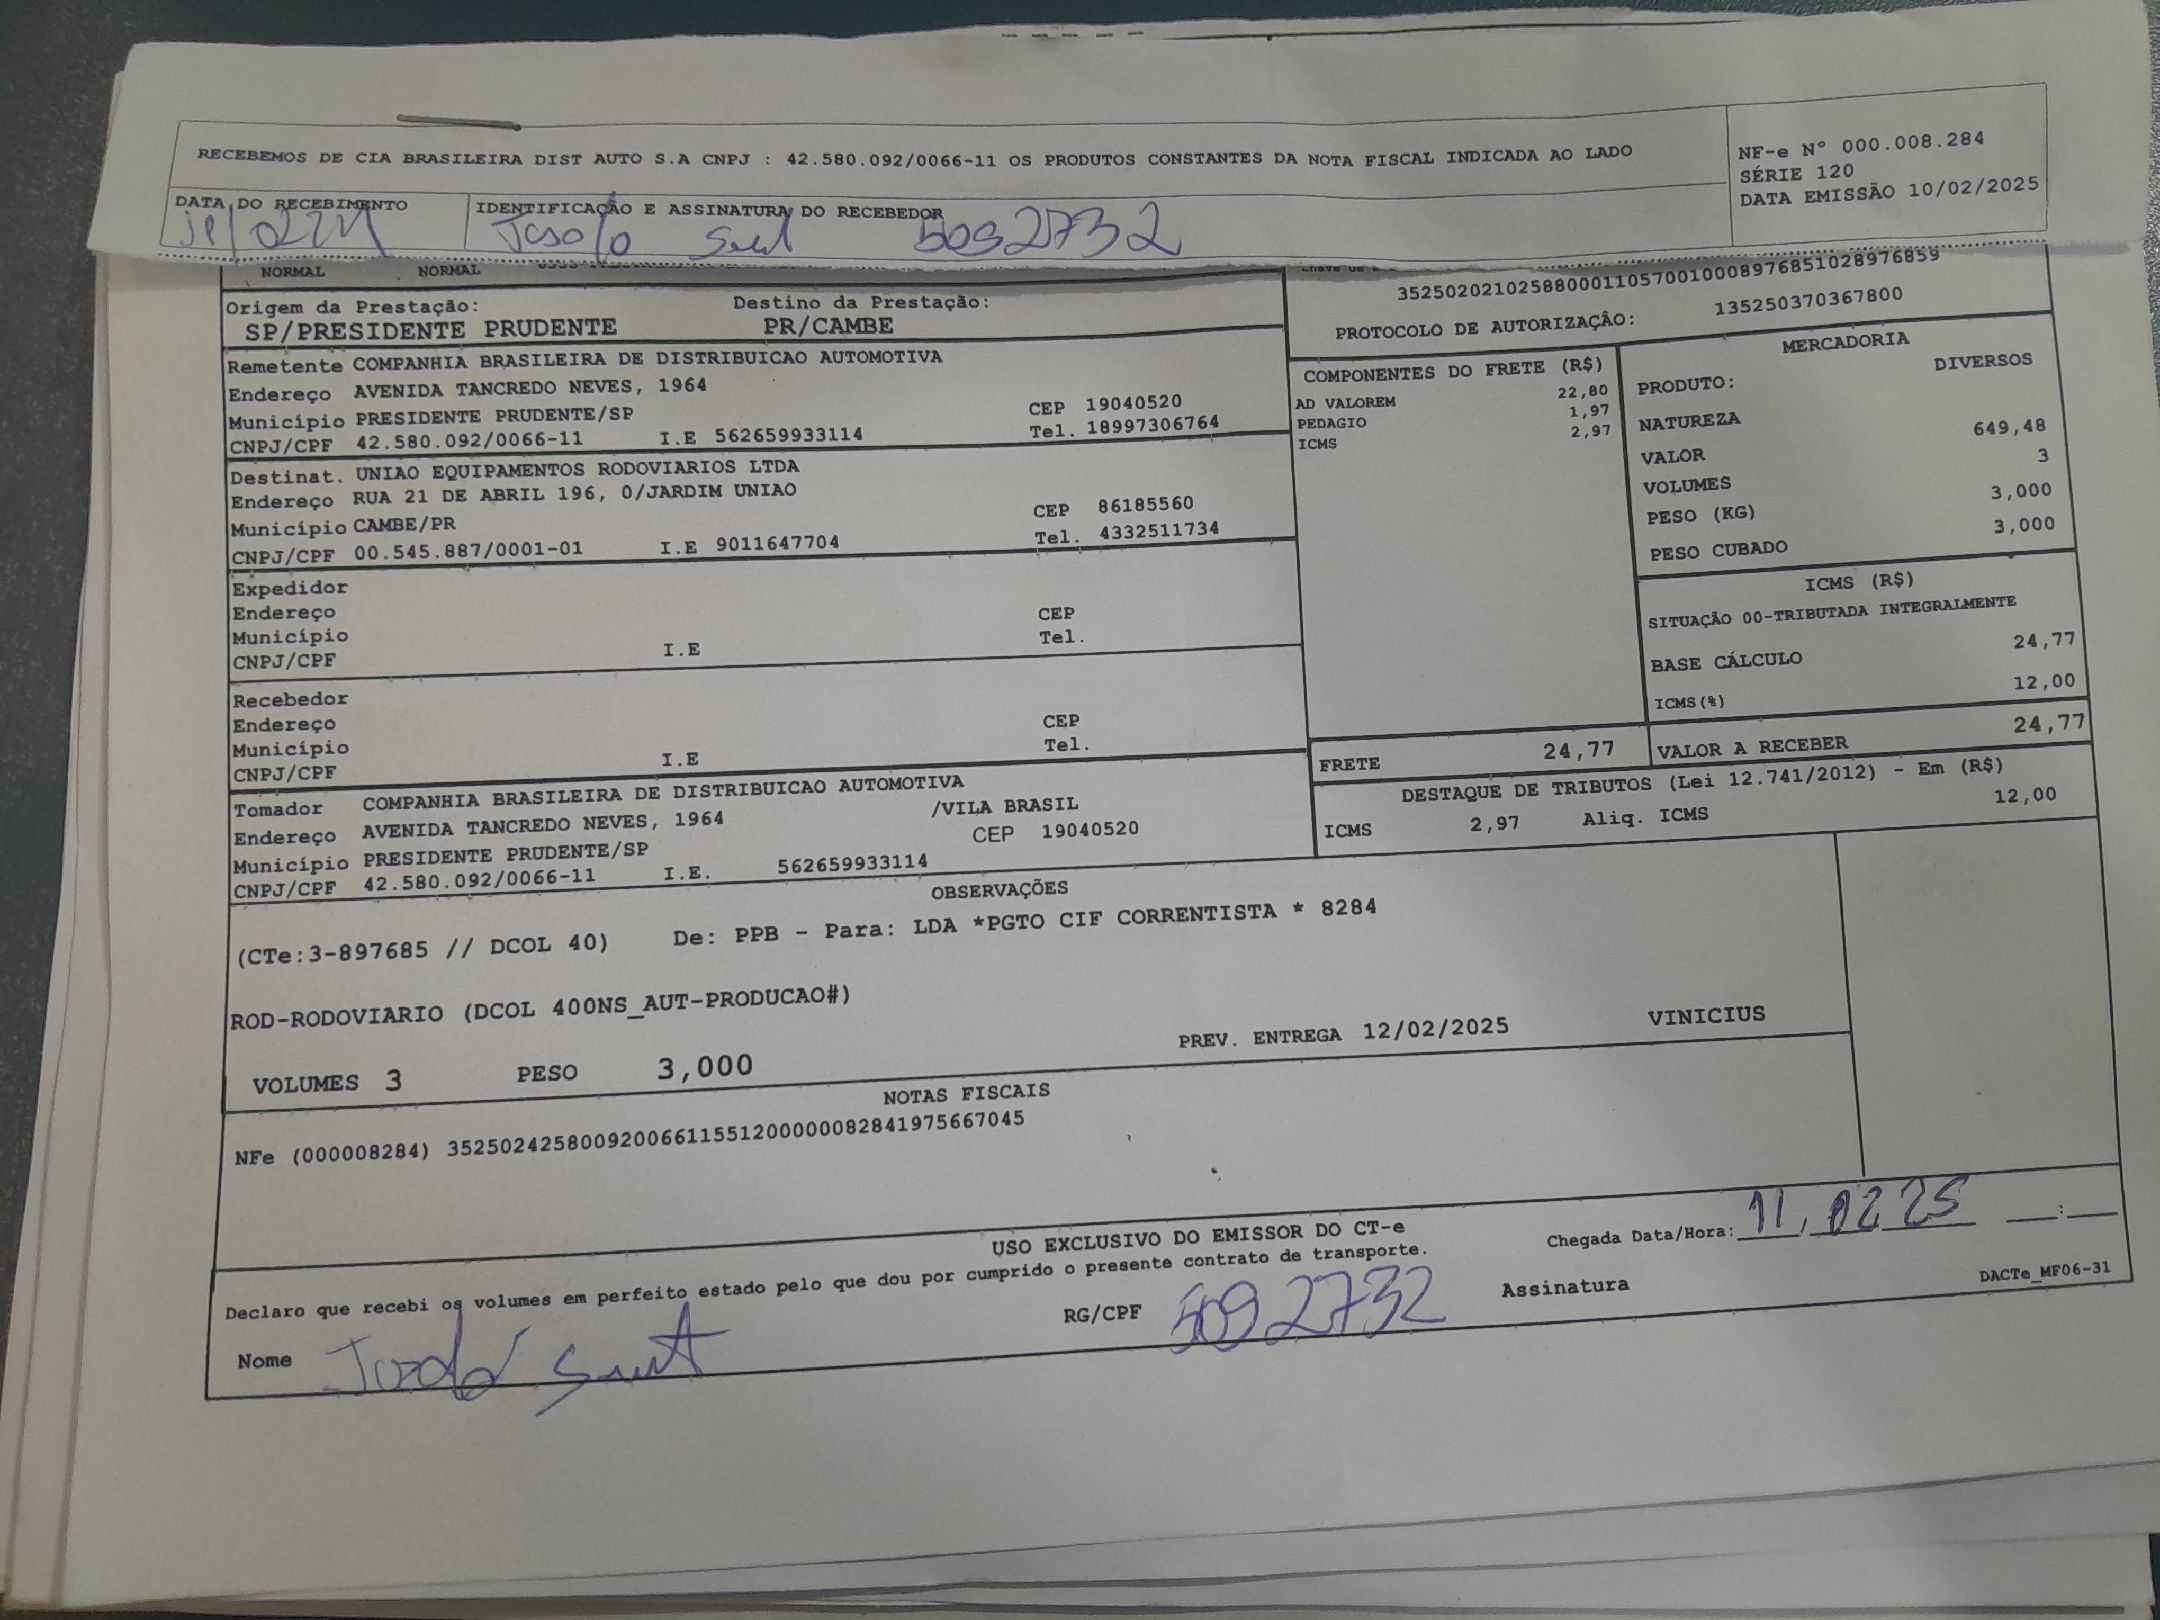 RECEBEMOS DE CIA BRASILEIRA DIST AUTO S.A CNPJ : 42.580.092/0066-11 OS PRODUTOS CONSTANTES DA NOTA FISCAL INDICADA AO LADO
NF-e Nº 000.008.284
SÉRIE 120
DATA EMISSÃO 10/02/2025
DATA DO RECEBIMENTO
IDENTIFICAÇÃO E ASSINATURA DO RECEBEDOR
5092732
NORMAL NORMAL
35250202102588000110570010008976851028976859
PROTOCOLO DE AUTORIZAÇÃO: 135250370367800
Origem da Prestação: Destino da Prestação:
SP/PRESIDENTE PRUDENTE PR/CAMBE
Remetente COMPANHIA BRASILEIRA DE DISTRIBUICAO AUTOMOTIVA
Endereço AVENIDA TANCREDO NEVES, 1964
Município PRESIDENTE PRUDENTE/SP CEP 19040520
CNPJ/CPF 42.580.092/0066-11 I.E 562659933114 Tel. 18997306764
Destinat. UNIAO EQUIPAMENTOS RODOVIARIOS LTDA
Endereço RUA 21 DE ABRIL 196, 0/JARDIM UNIAO
Município CAMBE/PR CEP 86185560
CNPJ/CPF 00.545.887/0001-01 I.E 9011647704 Tel. 4332511734
Expedidor
Endereço CEP
Município Tel.
CNPJ/CPF I.E
Recebedor
Endereço CEP
Município Tel.
CNPJ/CPF I.E
Tomador COMPANHIA BRASILEIRA DE DISTRIBUICAO AUTOMOTIVA
Endereço AVENIDA TANCREDO NEVES, 1964 /VILA BRASIL
Município PRESIDENTE PRUDENTE/SP CEP 19040520
CNPJ/CPF 42.580.092/0066-11 I.E. 562659933114
COMPONENTES DO FRETE (R$)
AD VALOREM 22,80
PEDAGIO 1,97
ICMS 2,97
MERCADORIA
PRODUTO: DIVERSOS
NATUREZA
VALOR 649,48
VOLUMES 3
PESO (KG) 3,000
PESO CUBADO 3,000
ICMS (R$)
SITUAÇÃO 00-TRIBUTADA INTEGRALMENTE
BASE CÁLCULO 24,77
ICMS(%) 12,00
FRETE 24,77 VALOR A RECEBER 24,77
DESTAQUE DE TRIBUTOS (Lei 12.741/2012) - Em (R$)
ICMS 2,97 Aliq. ICMS 12,00
OBSERVAÇÕES
(CTe:3-897685 // DCOL 40) De: PPB - Para: LDA *PGTO CIF CORRENTISTA * 8284
ROD-RODOVIARIO (DCOL 400NS_AUT-PRODUCAO#)
PREV. ENTREGA 12/02/2025 VINICIUS
VOLUMES 3 PESO 3,000
NOTAS FISCAIS
NFe (000008284) 35250242580092006611551200000082841975667045
USO EXCLUSIVO DO EMISSOR DO CT-e
Declaro que recebi os volumes em perfeito estado pelo que dou por cumprido o presente contrato de transporte.
Chegada Data/Hora: 11, 02 25 __:__
Nome
RG/CPF 5092732
Assinatura
DACTe_MF06-31